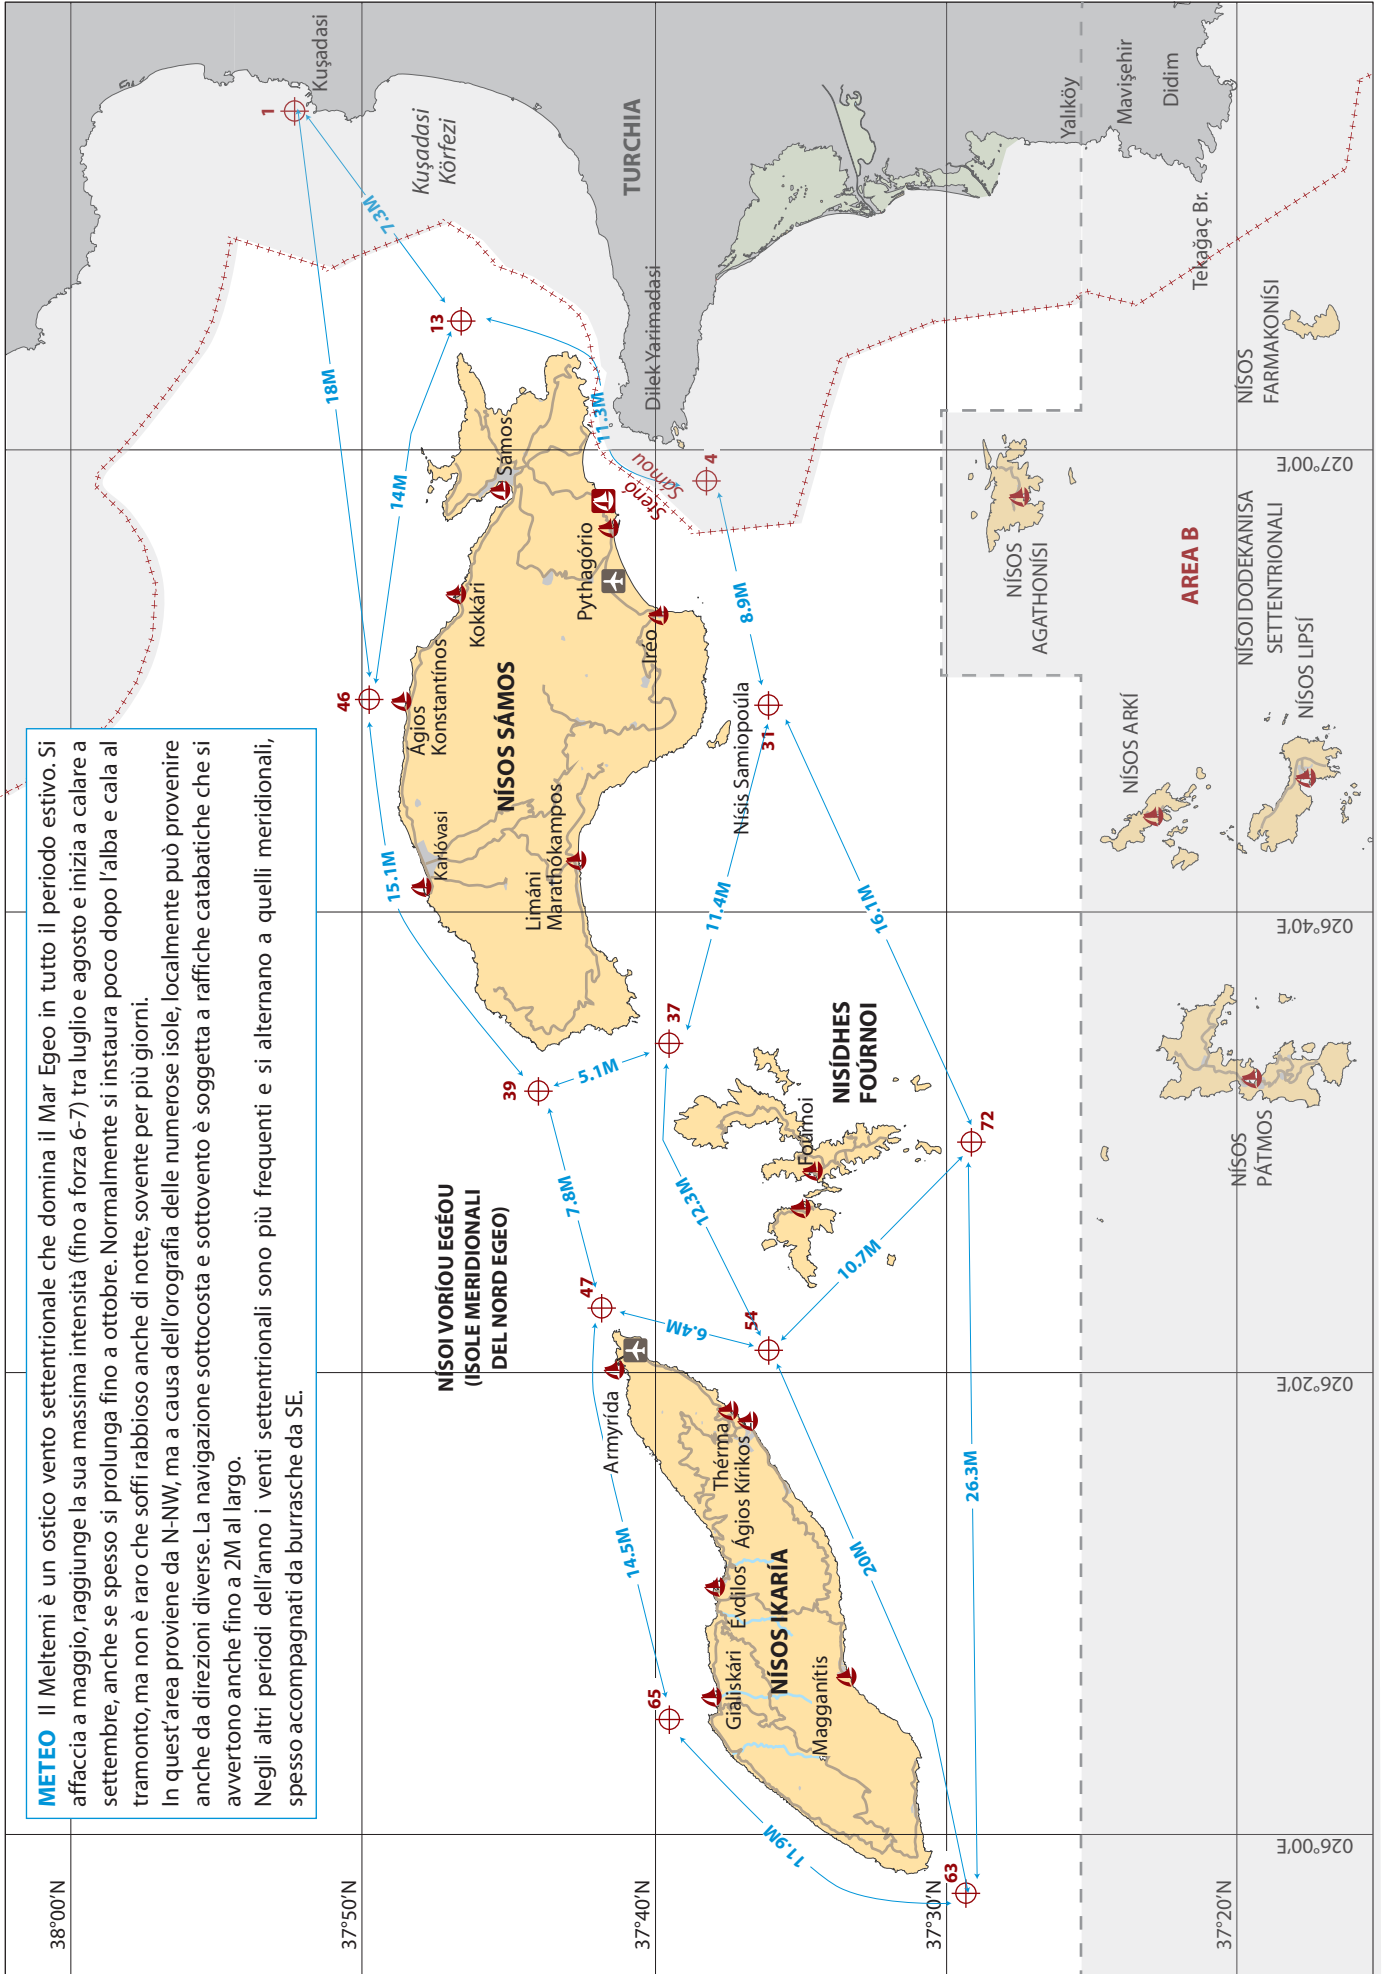 METEO Il Meltemi è un ostico vento settentrionale che domina il Mar Egeo in tutto il periodo estivo. Si
affaccia a maggio, raggiunge la sua massima intensità (fino a forza 6-7) tra luglio e agosto e inizia a calare a
settembre, anche se spesso si prolunga fino a ottobre. Normalmente si instaura poco dopo l'alba e cala al
tramonto, ma non è raro che soffi rabbioso anche di notte, sovente per più giorni.
In quest'area proviene da N-NW, ma a causa dell'orografia delle numerose isole, localmente può provenire
anche da direzioni diverse. La navigazione sottocosta e sottovento è soggetta a raffiche catabatiche che si
avvertono anche fino a 2M al largo.
Negli altri periodi dell'anno i venti settentrionali sono più frequenti e si alternano a quelli meridionali,
spesso accompagnati da burrasche da SE.
38°00'N
37°50'N
37°40'N
37°30'N
37°20'N
026°00'E
026°20'E
026°40'E
027°00'E
1
Kuşadasi
Kuşadasi
Körfezi
7.3M
18M
13
14M
46
TURCHIA
Dilek Yarimadasi
11.3M
Stenó
Sámou
4
Sámos
Kokkári
Pythagório
Iréo
Ágios
Konstantínos
NÍSOS SÁMOS
Karlóvasi
Limáni
Marathókampos
15.1M
8.9M
Nísis Samiopoúla
31
11.4M
16.1M
39
5.1M
37
NÍSOI VORÍOU EGÉOU
(ISOLE MERIDIONALI
DEL NORD EGEO)
7.8M
47
12.3M
NISÍDHES
FOÚRNOI
Foúrnoi
72
10.7M
6.4M
54
Armyrída
Thérma
Ágios Kírikos
Évdilos
NÍSOS IKARÍA
Gialiskári
Magganítis
14.5M
65
20M
26.3M
11.9M
63
Yalıköy
Mavişehir
Didim
Tekağaç Br.
NÍSOS
FARMAKONÍSI
NÍSOS
AGATHONÍSI
AREA B
NÍSOI DODEKANISA
SETTENTRIONALI
NÍSOS LIPSÍ
NÍSOS ARKÍ
NÍSOS
PÁTMOS